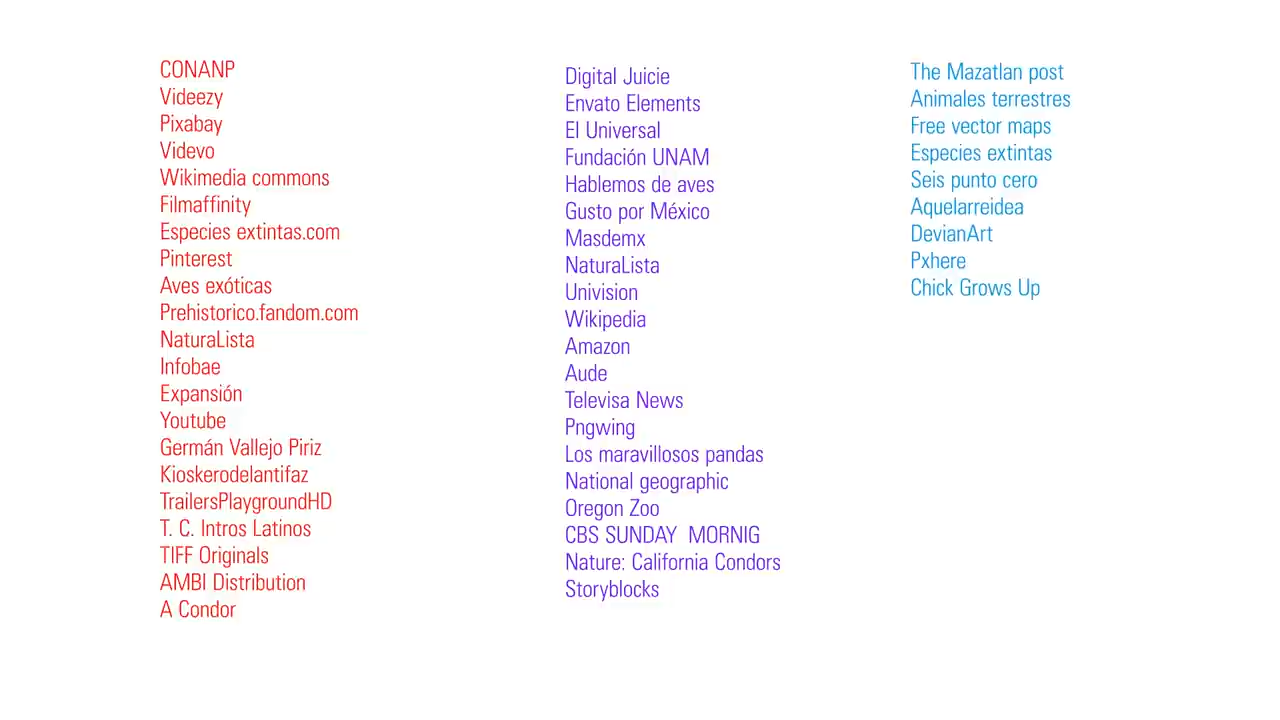 CONANP
Videezy
Pixabay
Videvo
Wikimedia commons
Filmaffinity
Especies extintas.com
Pinterest
Aves exóticas
Prehistorico.fandom.com
NaturaLista
Infobae
Expansión
Youtube
Germán Vallejo Piriz
Kioskerodelantifaz
TrailersPlaygroundHD
T. C. Intros Latinos
TIFF Originals
AMBI Distribution
A Condor
Digital Juicie
Envato Elements
El Universal
Fundación UNAM
Hablemos de aves
Gusto por México
Masdemx
NaturaLista
Univision
Wikipedia
Amazon
Aude
Televisa News
Pngwing
Los maravillosos pandas
National geographic
Oregon Zoo
CBS SUNDAY  MORNIG
Nature: California Condors
Storyblocks
The Mazatlan post
Animales terrestres
Free vector maps
Especies extintas
Seis punto cero
Aquelarreidea
DevianArt
Pxhere
Chick Grows Up